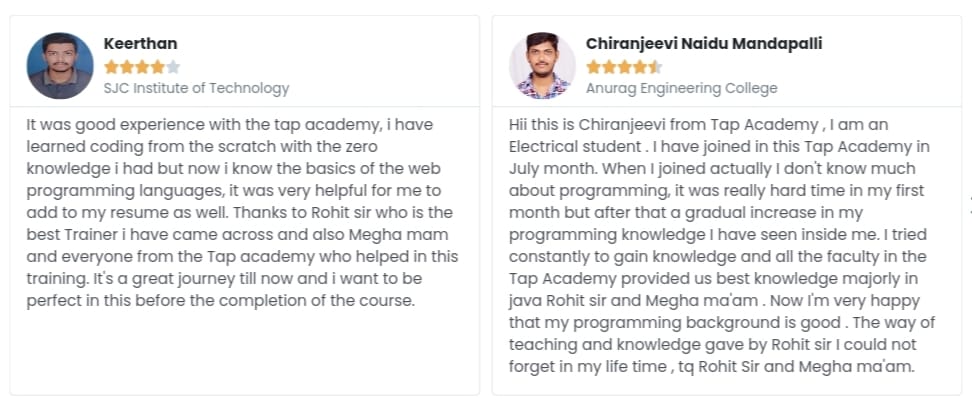 Keerthan
SJC Institute of Technology
It was good experience with the tap academy, i have
learned coding from the scratch with the zero
knowledge i had but now i know the basics of the web
programming languages, it was very helpful for me to
add to my resume as well. Thanks to Rohit sir who is the
best Trainer i have came across and also Megha mam
and everyone from the Tap academy who helped in this
training. It's a great journey till now and i want to be
perfect in this before the completion of the course.
Chiranjeevi Naidu Mandapalli
Anurag Engineering College
Hii this is Chiranjeevi from Tap Academy , I am an
Electrical student . I have joined in this Tap Academy in
July month. When I joined actually I don't know much
about programming, it was really hard time in my first
month but after that a gradual increase in my
programming knowledge I have seen inside me. I tried
constantly to gain knowledge and all the faculty in the
Tap Academy provided us best knowledge majorly in
java Rohit sir and Megha ma'am . Now I'm very happy
that my programming background is good . The way of
teaching and knowledge gave by Rohit sir I could not
forget in my life time , tq Rohit Sir and Megha ma'am.